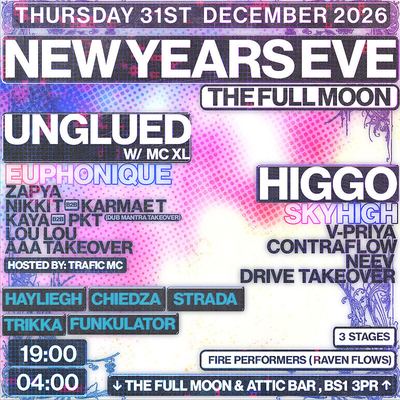 THURSDAY 31ST DECEMBER 2026
NEW YEARS EVE
THE FULL MOON
UNGLUED
W/ MC XL
EUPHONIQUE
ZAPYA
NIKKI T B2B KARMAE T
KAYA B2B PKT (DUB MANTRA TAKEOVER)
LOU LOU
AAA TAKEOVER
HOSTED BY: TRAFIC MC
HIGGO
SKYHIGH
V-PRIYA
CONTRAFLOW
NEEV
DRIVE TAKEOVER
HAYLIEGH CHIEDZA STRADA
TRIKKA FUNKULATOR
3 STAGES
19:00
FIRE PERFORMERS (RAVEN FLOWS)
04:00
↓ THE FULL MOON & ATTIC BAR, BS1 3PR ↑